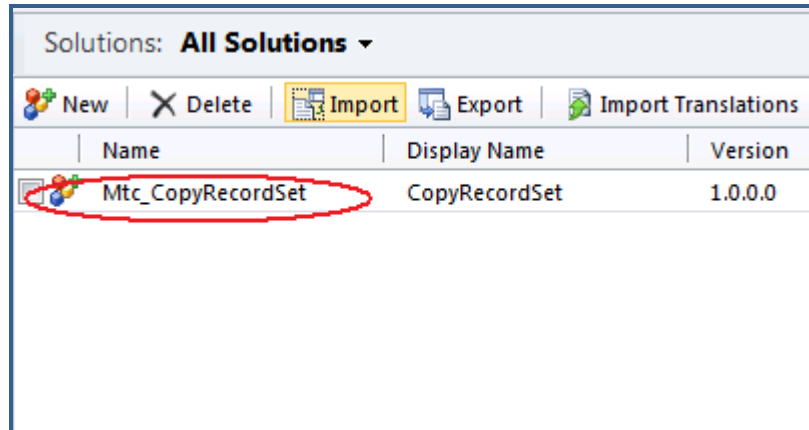 Solutions: All Solutions
New Delete Import Export Import Translations
Name Display Name Version
Mtc_CopyRecordSet CopyRecordSet 1.0.0.0